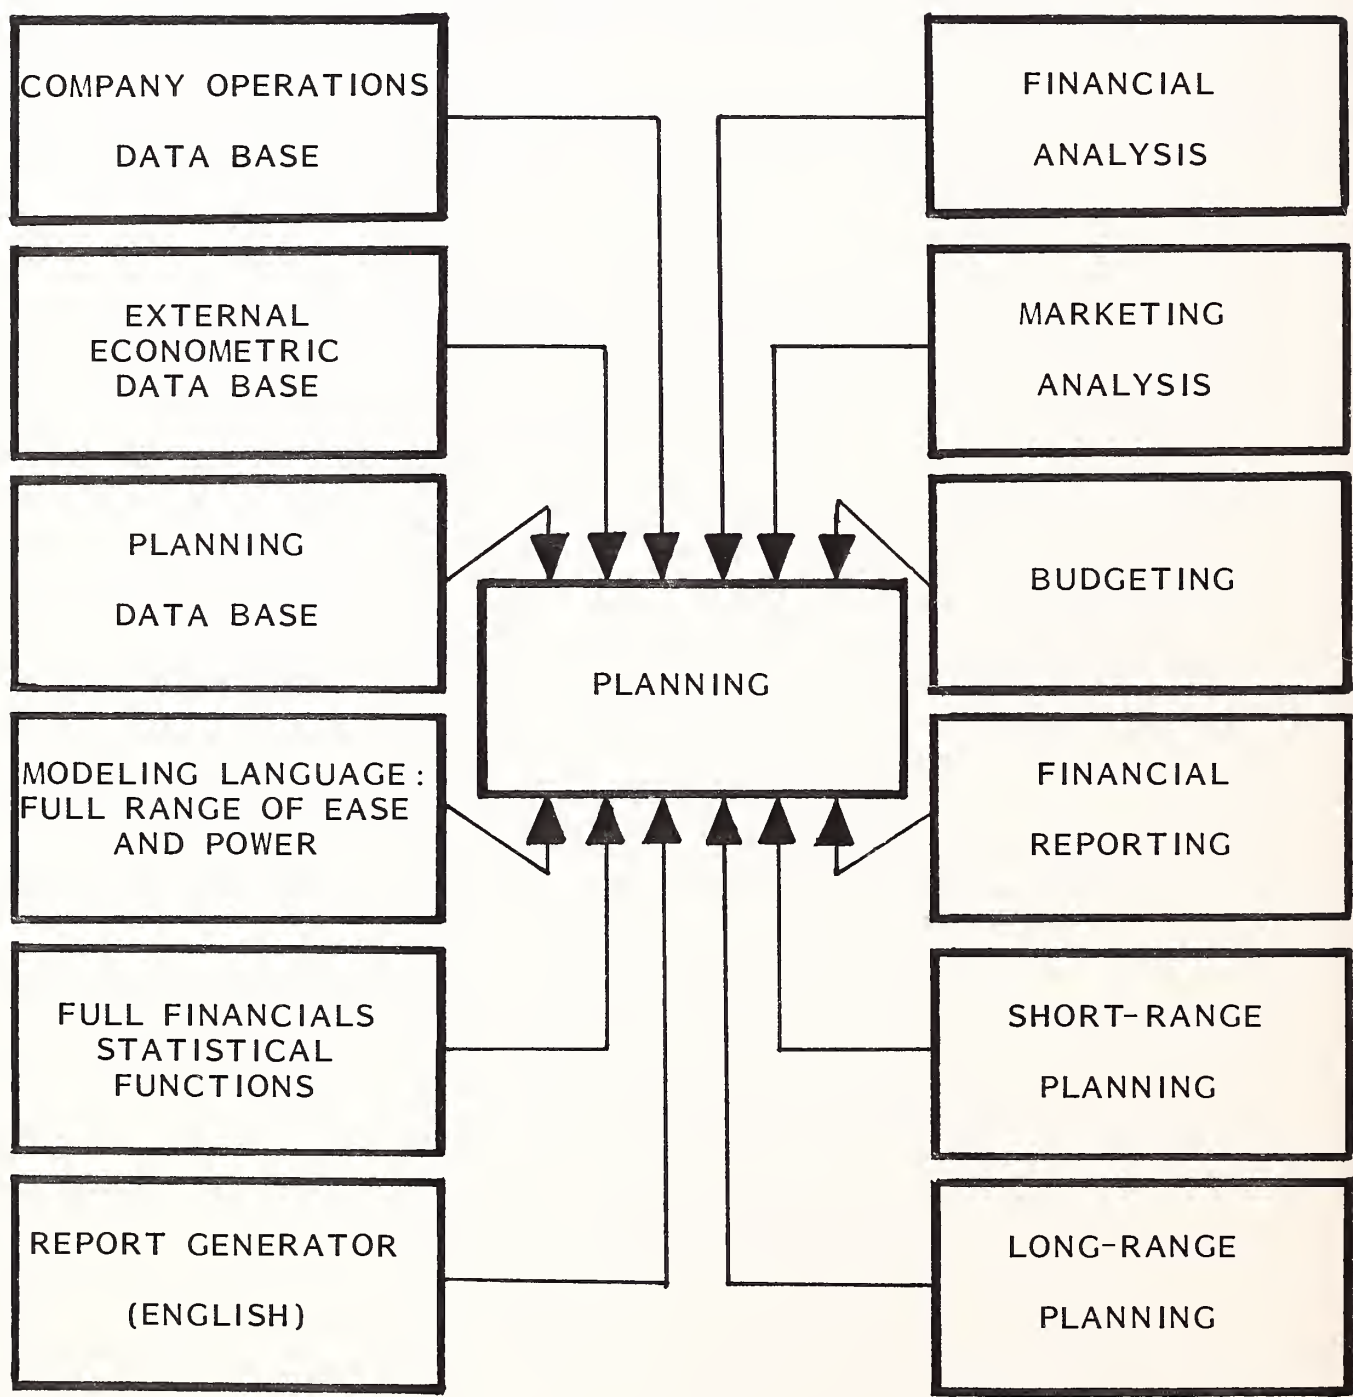 COMPANY OPERATIONS
DATA BASE
EXTERNAL
ECONOMETRIC
DATA BASE
PLANNING
DATA BASE
MODELING LANGUAGE:
FULL RANGE OF EASE
AND POWER
FULL FINANCIALS
STATISTICAL
FUNCTIONS
REPORT GENERATOR
(ENGLISH)
PLANNING
FINANCIAL
ANALYSIS
MARKETING
ANALYSIS
BUDGETING
FINANCIAL
REPORTING
SHORT-RANGE
PLANNING
LONG-RANGE
PLANNING